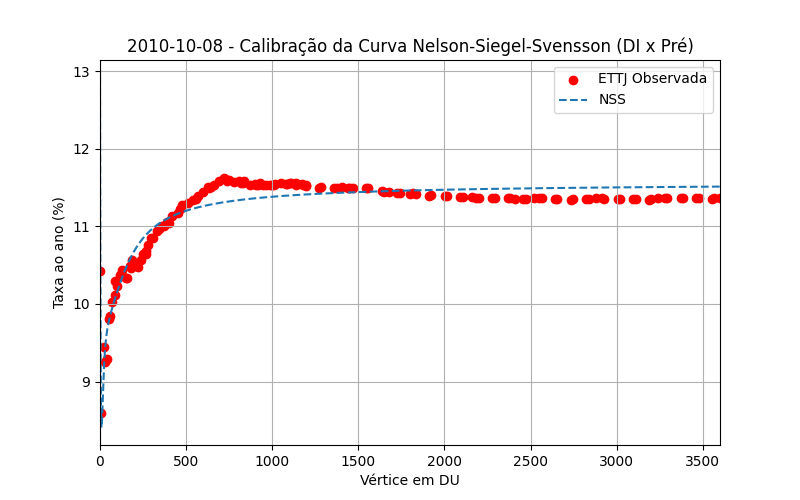 2010-10-08 - Calibração da Curva Nelson-Siegel-Svensson (DI x Pré)
13
12
11
10
9
Taxa ao ano (%)
ETTJ Observada
NSS
0 500 1000 1500 2000 2500 3000 3500
Vértice em DU